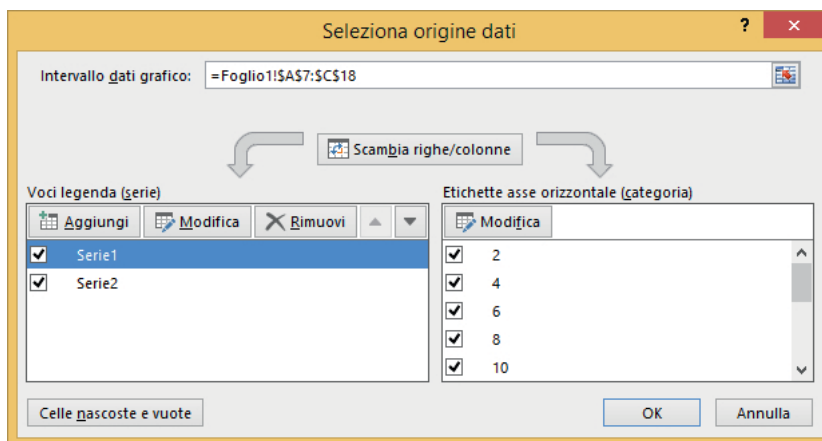 Seleziona origine dati
? ×
Intervallo dati grafico: =Foglio1!$A$7:$C$18
Scambia righe/colonne
Voci legenda (serie)
Aggiungi Modifica Rimuovi
Serie1
Serie2
Etichette asse orizzontale (categoria)
Modifica
2
4
6
8
10
Celle nascoste e vuote
OK Annulla